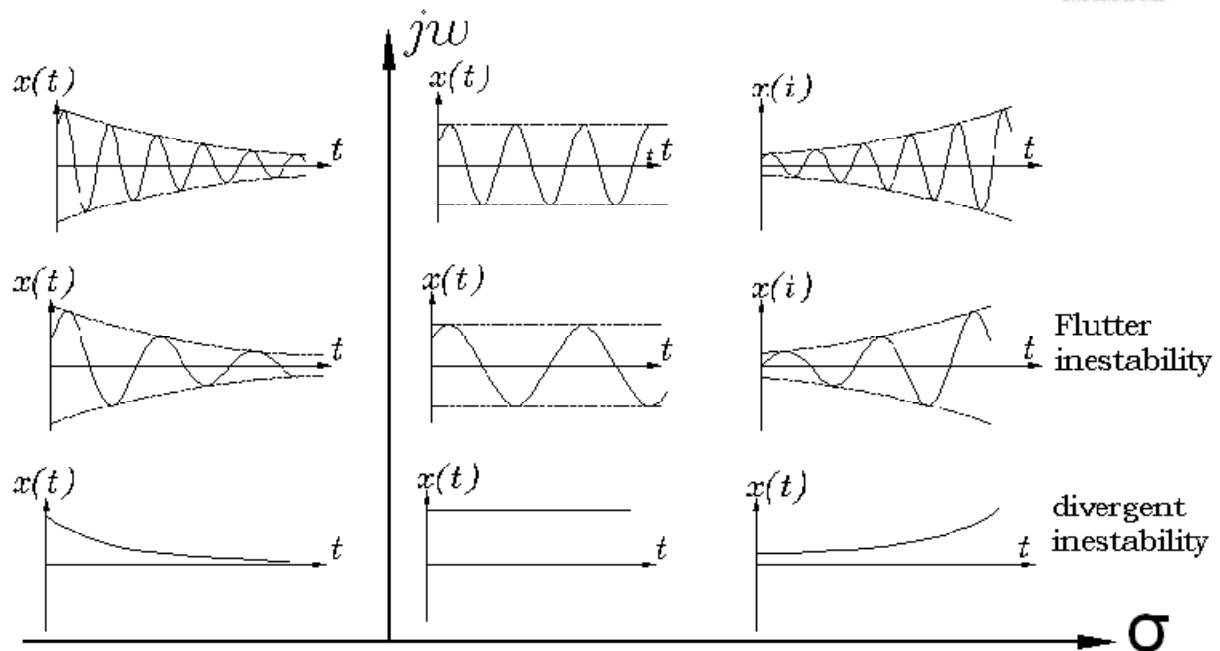 jw
x(t)
t
x(t)
t
t
x(i)
t
x(t)
t
x(t)
t
x(i)
t
Flutter
inestability
x(t)
t
x(t)
t
x(t)
t
divergent
inestability
σ